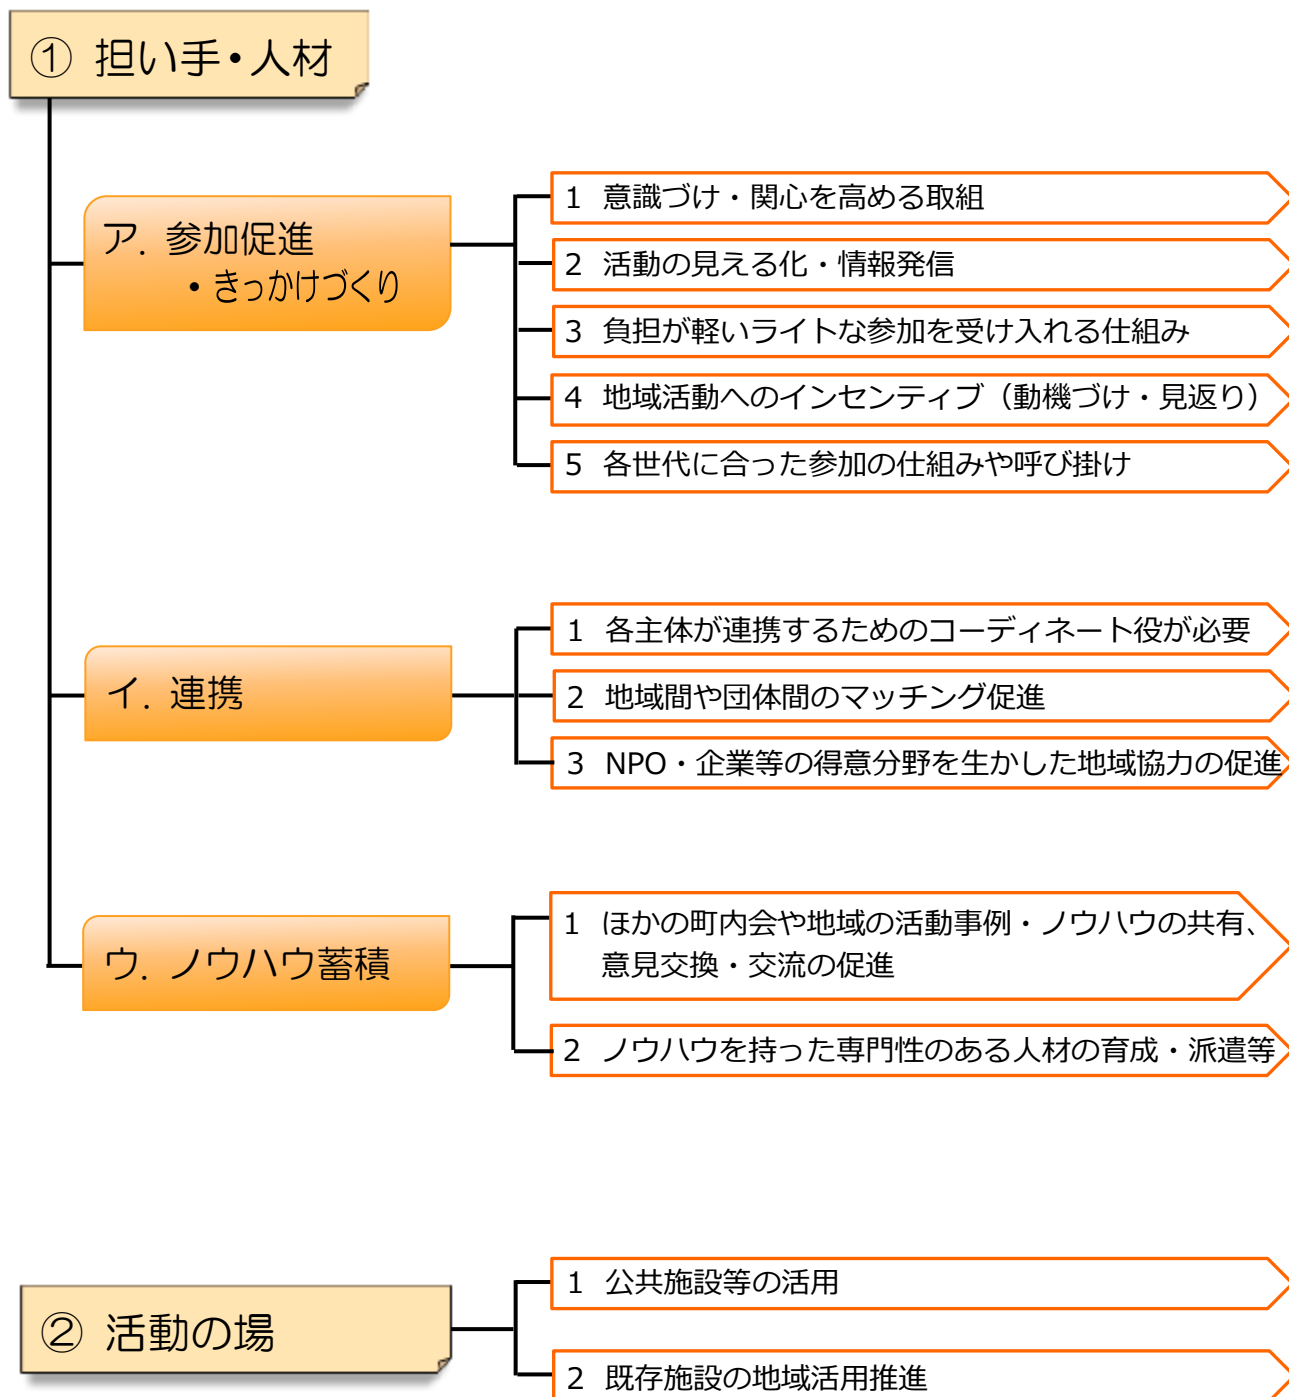 ① 担い手・人材
ア. 参加促進
・きっかけづくり
1 意識づけ・関心を高める取組
2 活動の見える化・情報発信
3 負担が軽いライトな参加を受け入れる仕組み
4 地域活動へのインセンティブ（動機づけ・見返り）
5 各世代に合った参加の仕組みや呼び掛け
イ. 連携
1 各主体が連携するためのコーディネート役が必要
2 地域間や団体間のマッチング促進
3 NPO・企業等の得意分野を生かした地域協力の促進
ウ. ノウハウ蓄積
1 ほかの町内会や地域の活動事例・ノウハウの共有、
意見交換・交流の促進
2 ノウハウを持った専門性のある人材の育成・派遣等
② 活動の場
1 公共施設等の活用
2 既存施設の地域活用推進